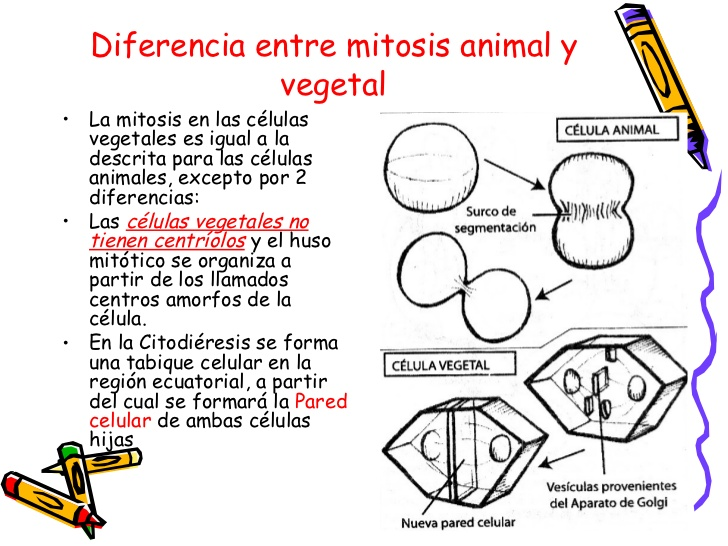 Diferencia entre mitosis animal y
vegetal
• La mitosis en las células
vegetales es igual a la
descrita para las células
animales, excepto por 2
diferencias:
• Las células vegetales no
tienen centríolos y el huso
mitótico se organiza a
partir de los llamados
centros amorfos de la
célula.
• En la Citodiéresis se forma
una tabique celular en la
región ecuatorial, a partir
del cual se formará la Pared
celular de ambas células
hijas
CÉLULA ANIMAL
Surco de
segmentación
CÉLULA VEGETAL
Vesículas provenientes
del Aparato de Golgi
Nueva pared celular